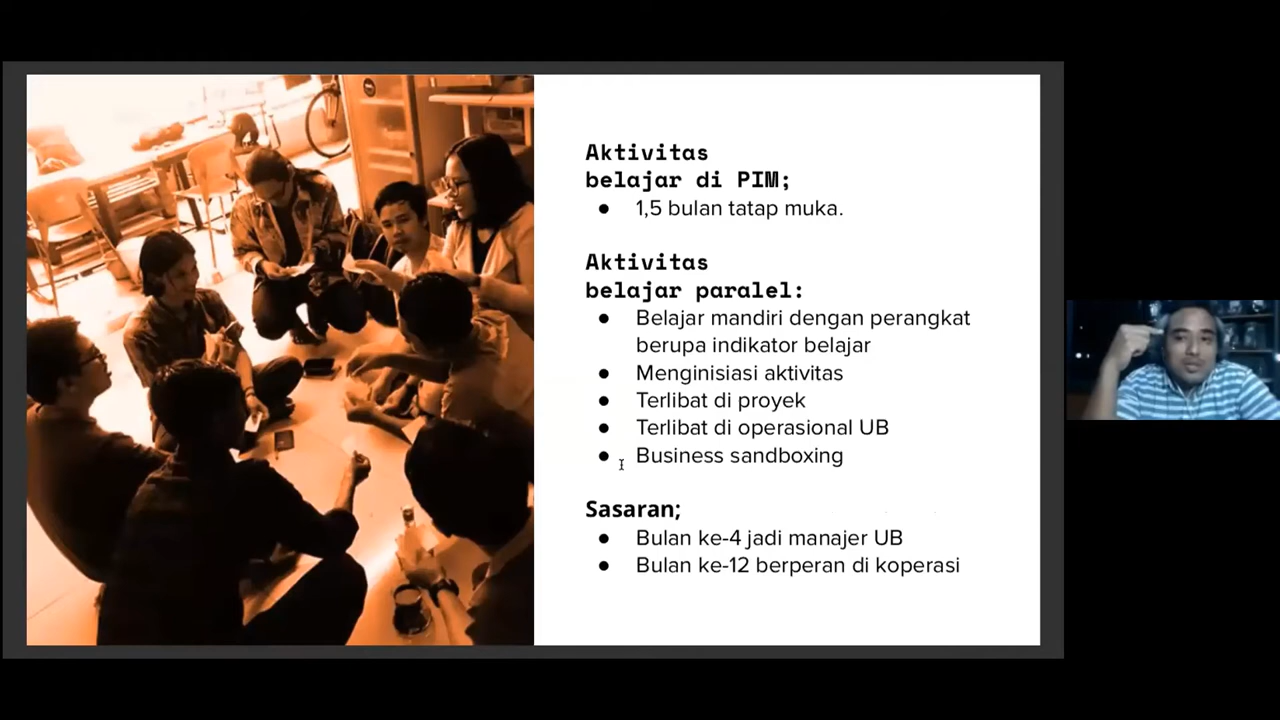 Aktivitas
belajar di PIM;
● 1,5 bulan tatap muka.
Aktivitas
belajar paralel:
● Belajar mandiri dengan perangkat
berupa indikator belajar
● Menginisiasi aktivitas
● Terlibat di proyek
● Terlibat di operasional UB
● Business sandboxing
Sasaran;
● Bulan ke-4 jadi manajer UB
● Bulan ke-12 berperan di koperasi